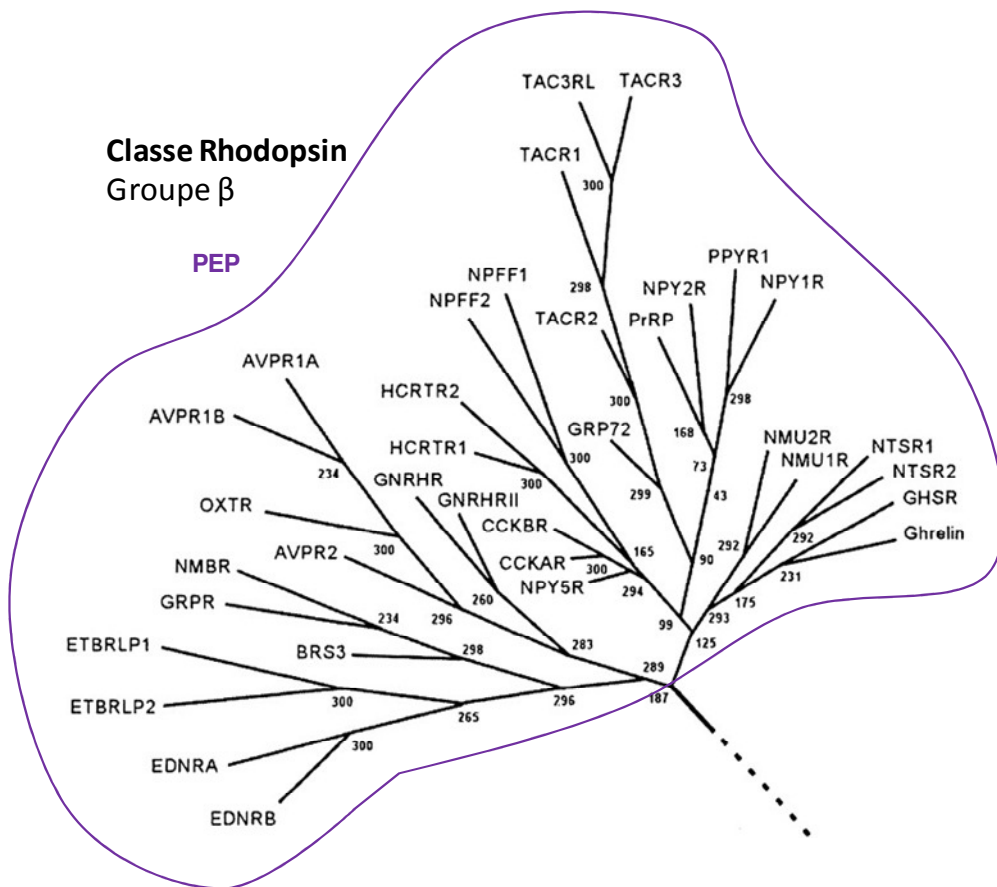 TAC3RL
TACR3
Classe Rhodopsin
Groupe β
TACR1
300
PEP
NPFF1
NPFF2
298
TACR2
PPYR1
NPY2R
NPY1R
PrRP
AVPR1A
AVPR1B
HCRTR2
300
298
GRP72
168
HCRTR1
300
NMU2R
NMU1R
NTSR1
NTSR2
GHSR
Ghrelin
234
GNRHR
GNRHRII
300
299
73
43
OXTR
300
CCKBR
165
292
292
AVPR2
CCKAR
300
NPY5R
294
90
231
NMBR
260
175
GRPR
296
99
293
234
125
ETBRLP1
BRS3
298
283
289
ETBRLP2
300
265
296
187
EDNRA
300
EDNRB